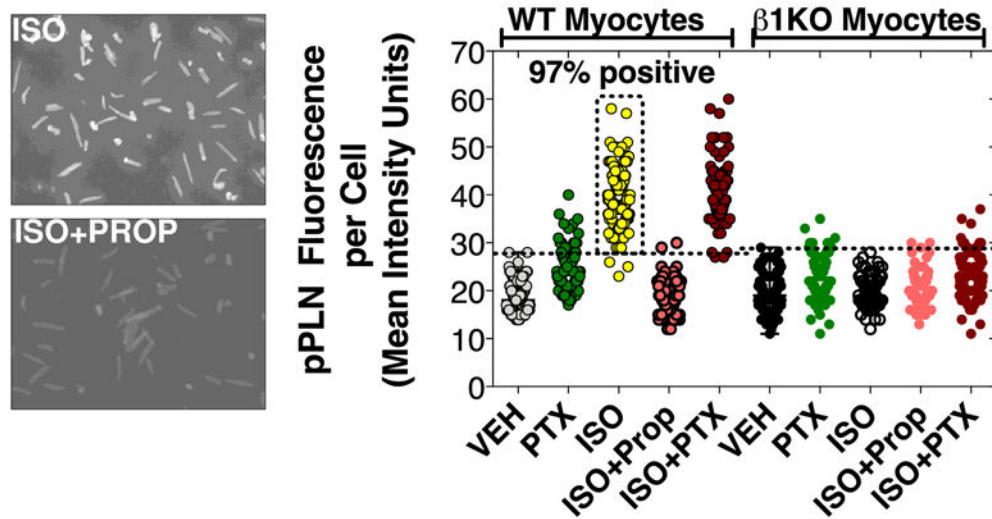 ISO
ISO+PROP
pPLN Fluorescence
per Cell
(Mean Intensity Units)
WT Myocytes
β1KO Myocytes
97% positive
70
60
50
40
30
20
10
0
VEH
PTX
ISO
ISO+Prop
ISO+PTX
VEH
PTX
ISO
ISO+Prop
ISO+PTX